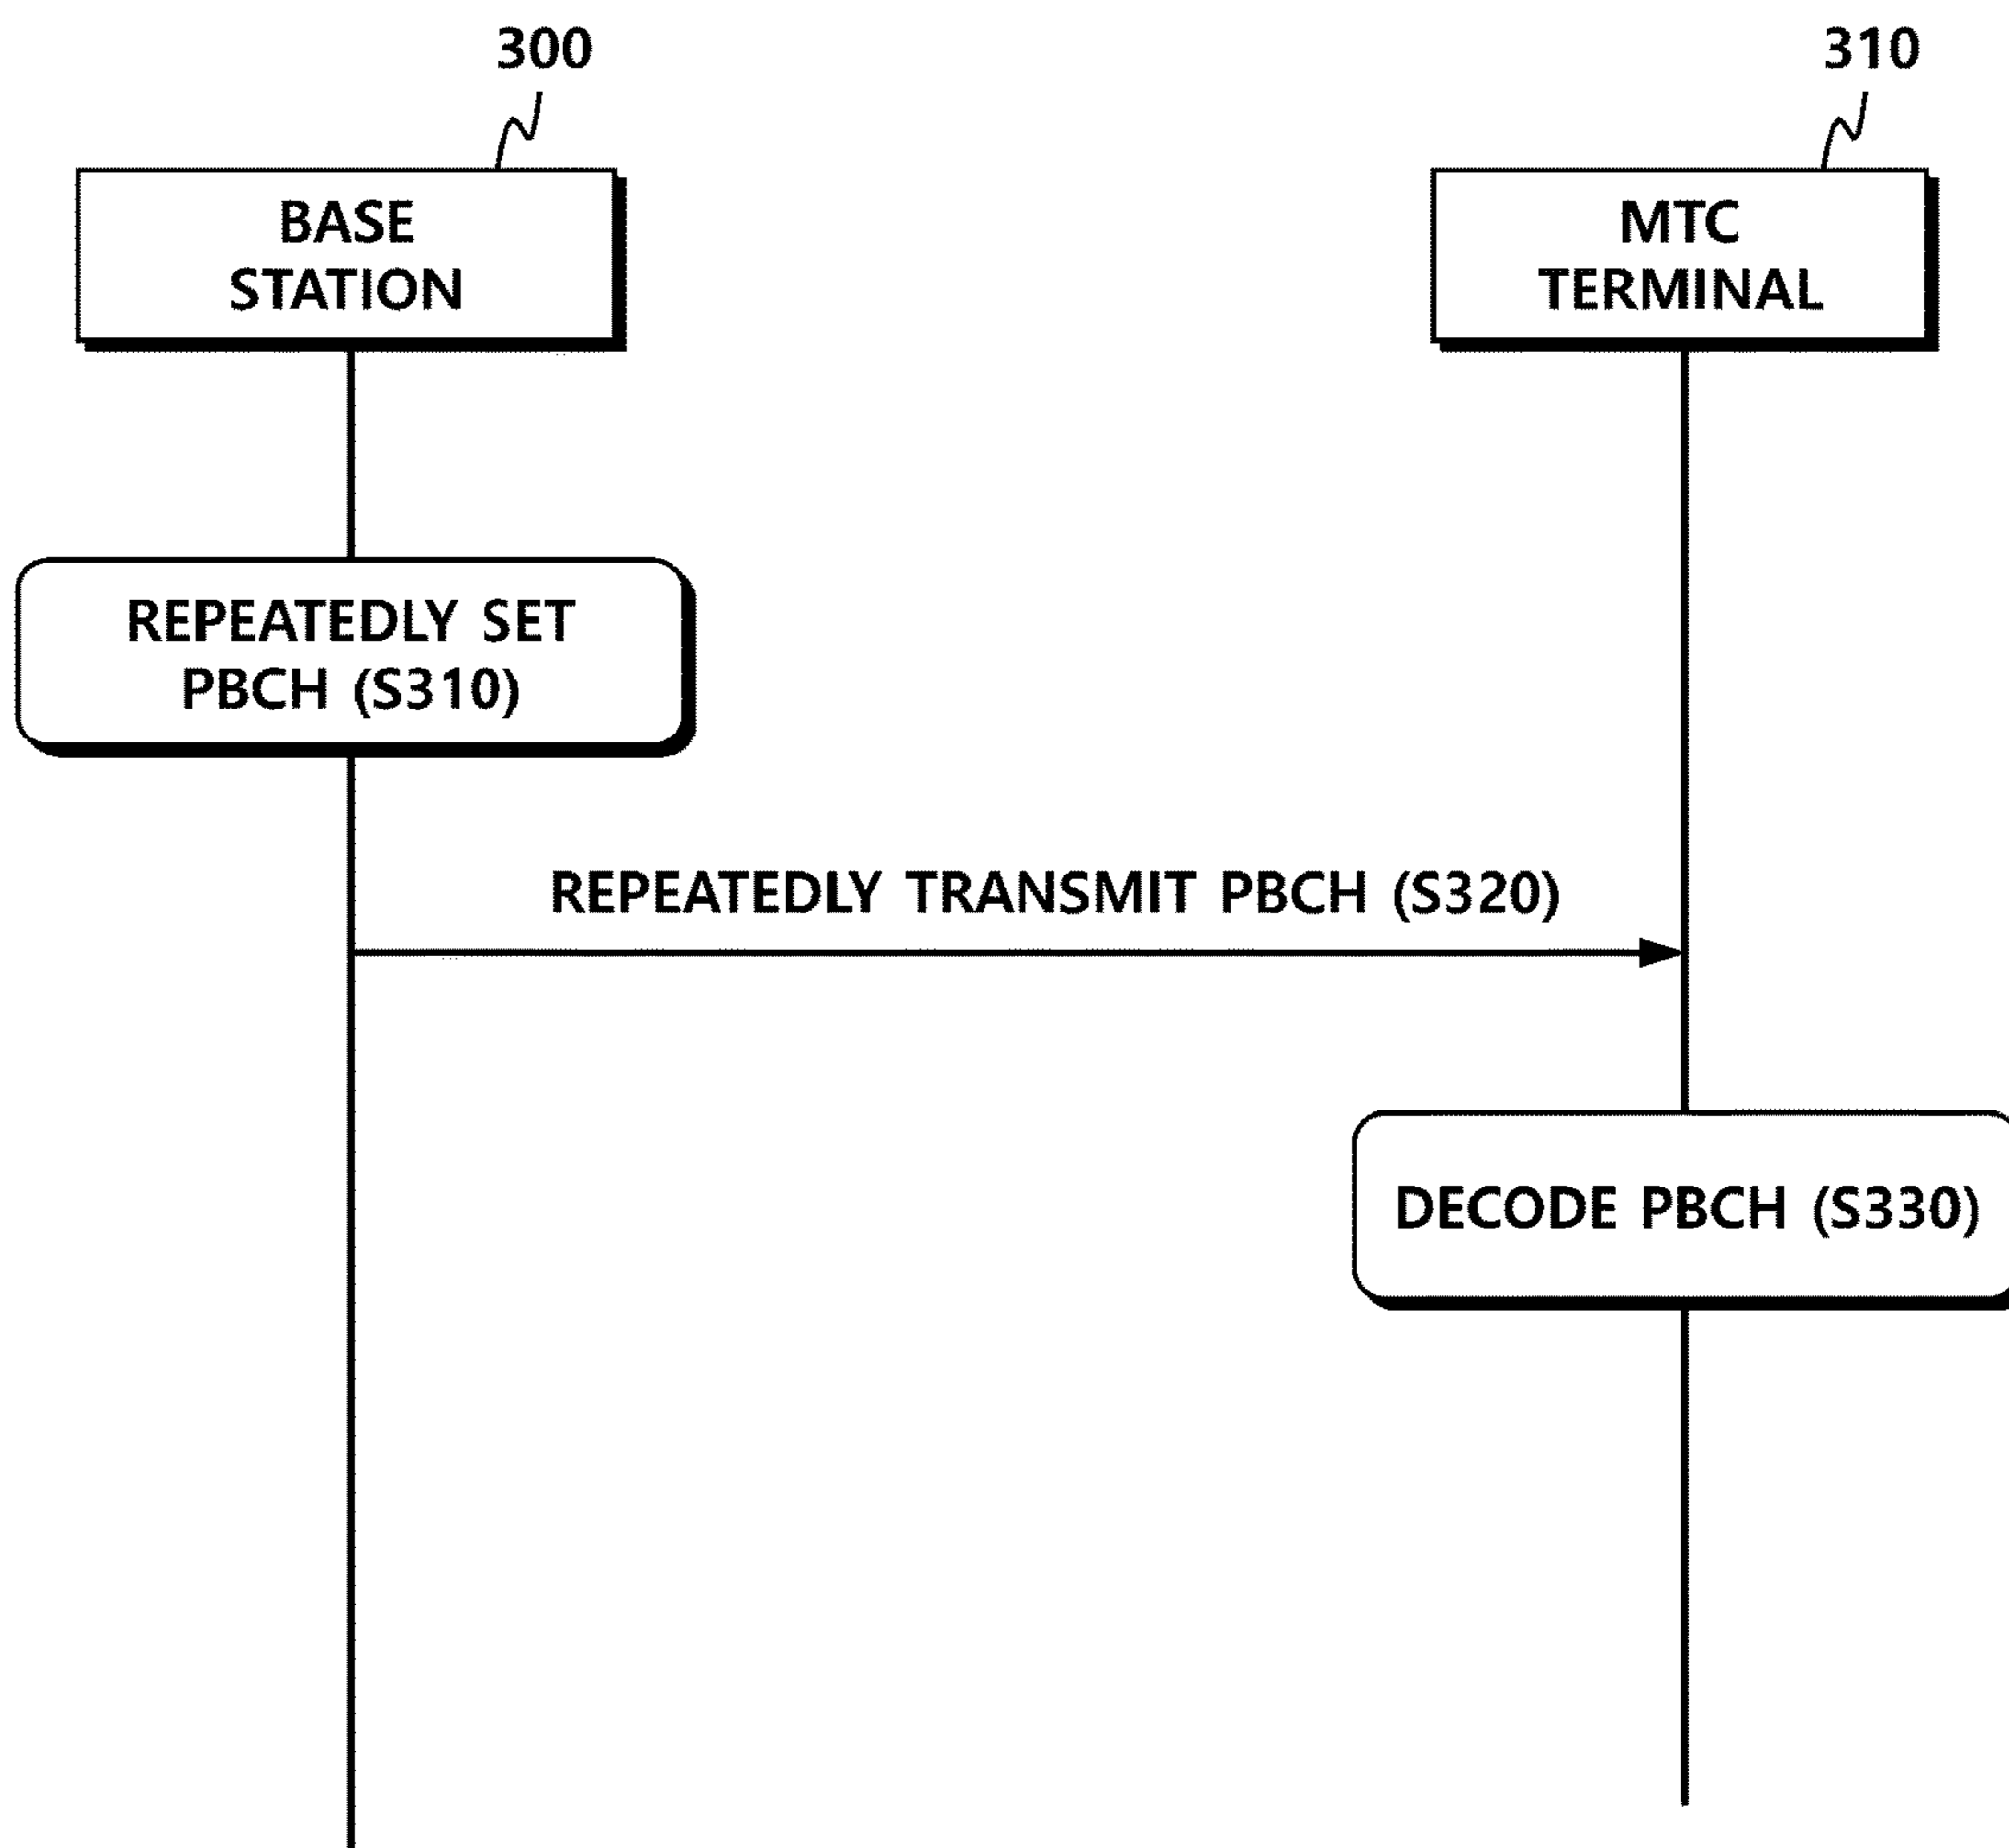 300
310
BASE
STATION
MTC
TERMINAL
REPEATEDLY SET
PBCH (S310)
REPEATEDLY TRANSMIT PBCH (S320)
DECODE PBCH (S330)